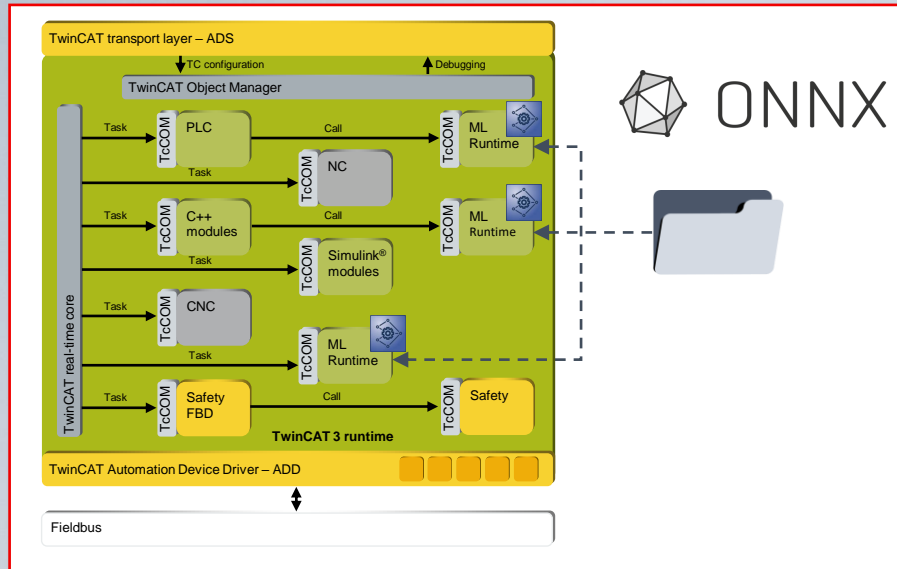 TwinCAT transport layer – ADS
TC configuration
Debugging
TwinCAT Object Manager
TwinCAT real-time core
Task
TcCOM
PLC
Call
TcCOM
ML
Runtime
Task
TcCOM
NC
Task
TcCOM
C++
modules
Call
TcCOM
ML
Runtime
Task
TcCOM
Simulink®
modules
Task
TcCOM
CNC
Task
TcCOM
ML
Runtime
Task
TcCOM
Safety
FBD
Call
TcCOM
Safety
TwinCAT 3 runtime
TwinCAT Automation Device Driver – ADD
Fieldbus
ONNX